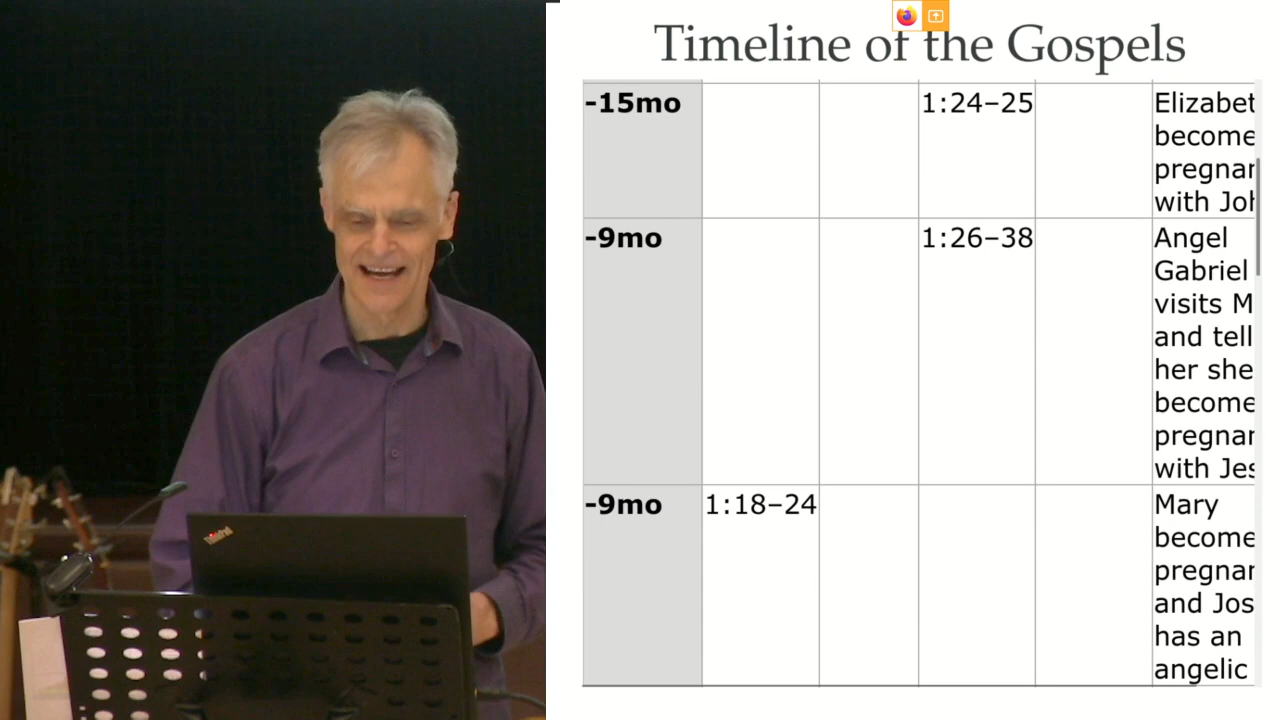 Timeline of the Gospels
-15mo 1:24–25 Elizabet
become
pregnar
with Joh
-9mo 1:26–38 Angel
Gabriel
visits M
and tell
her she
become
pregnar
with Jes
-9mo 1:18–24 Mary
become
pregnar
and Jos
has an
angelic
ThinkPad